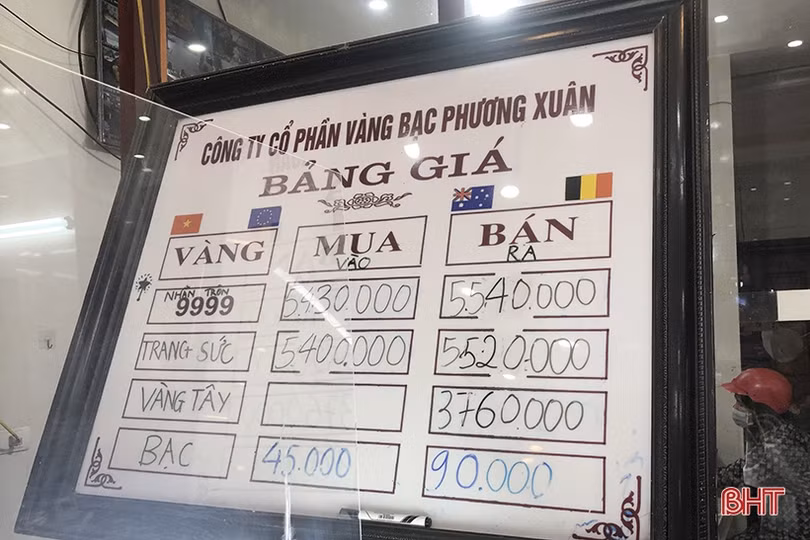 CÔNG TY CỔ PHẦN VÀNG BẠC PHƯƠNG XUÂN
BẢNG GIÁ
VÀNG MUA VÀO BÁN RA
NHẪN TRÒN 9999 5.430.000 5.540.000
TRANG SỨC 5.400.000 5.520.000
VÀNG TÂY 3760.000
BẠC 45.000 90.000
BHT